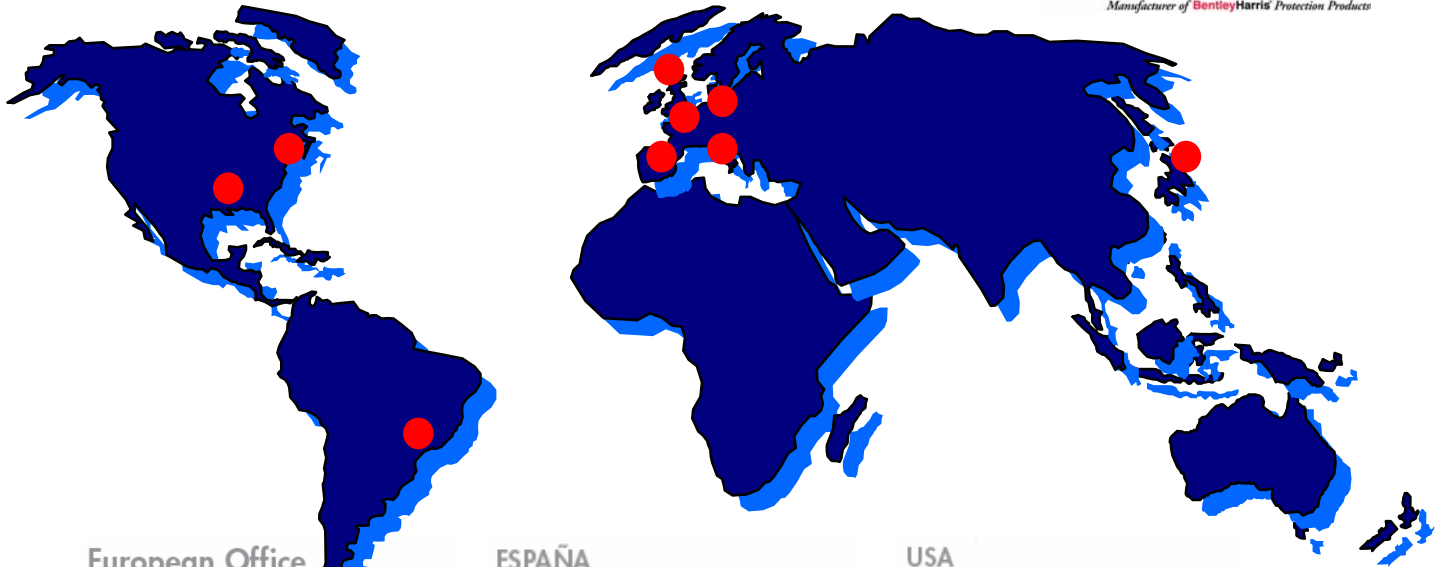 Manufacturer of BentleyHarris® Protection Products
European Office
ESPAÑA
USA